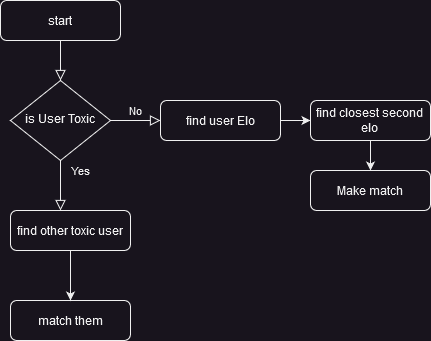 start
is User Toxic
No
find user Elo
find closest second
elo
Yes
Make match
find other toxic user
match them